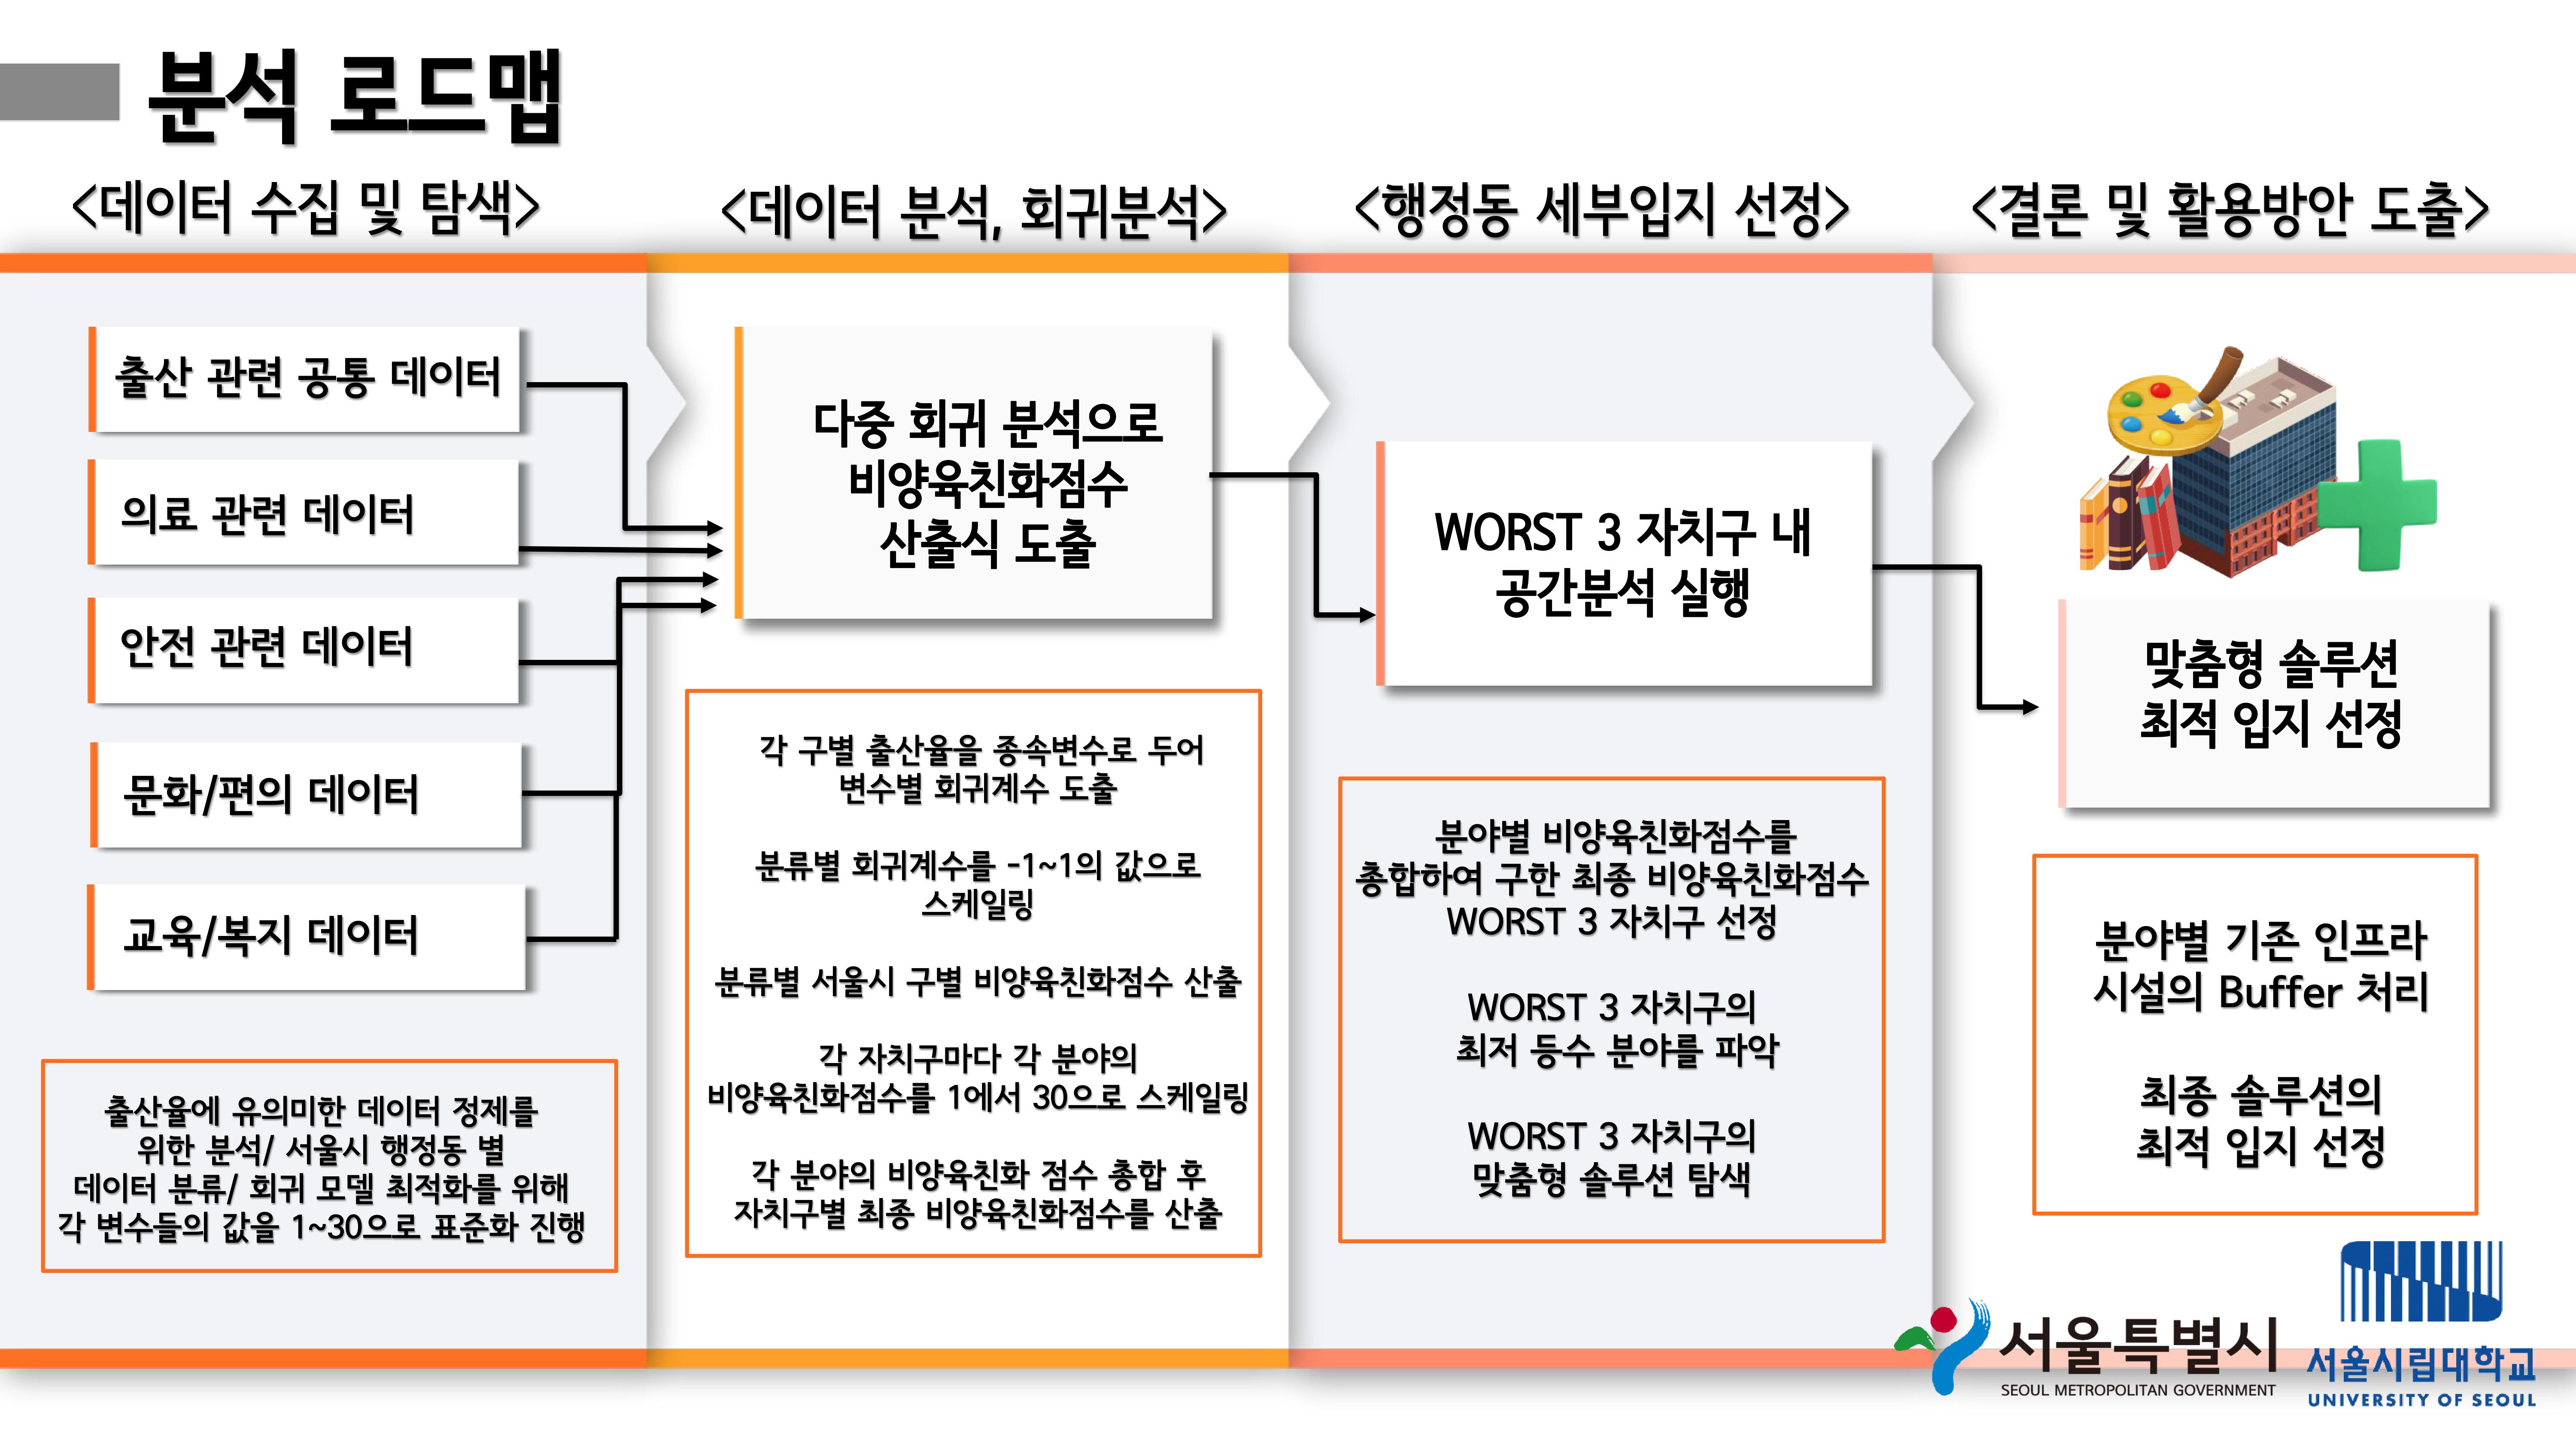 분석 로드맵
<데이터 수집 및 탐색>
출산 관련 공통 데이터
의료 관련 데이터
안전 관련 데이터
문화/편의 데이터
교육/복지 데이터
출산율에 유의미한 데이터 정제를
위한 분석/ 서울시 행정동 별
데이터 분류/ 회귀 모델 최적화를 위해
각 변수들의 값을 1~30으로 표준화 진행
<데이터 분석, 회귀분석>
다중 회귀 분석으로
비양육친화점수
산출식 도출
각 구별 출산율을 종속변수로 두어
변수별 회귀계수 도출
분류별 회귀계수를 -1~1의 값으로
스케일링
분류별 서울시 구별 비양육친화점수 산출
각 자치구마다 각 분야의
비양육친화점수를 1에서 30으로 스케일링
각 분야의 비양육친화 점수 총합 후
자치구별 최종 비양육친화점수를 산출
<행정동 세부입지 선정>
WORST 3 자치구 내
공간분석 실행
분야별 비양육친화점수를
총합하여 구한 최종 비양육친화점수
WORST 3 자치구 선정
WORST 3 자치구의
최저 등수 분야를 파악
WORST 3 자치구의
맞춤형 솔루션 탐색
<결론 및 활용방안 도출>
맞춤형 솔루션
최적 입지 선정
분야별 기존 인프라
시설의 Buffer 처리
최종 솔루션의
최적 입지 선정
서울특별시
SEOUL METROPOLITAN GOVERNMENT
서울시립대학교
UNIVERSITY OF SEOUL